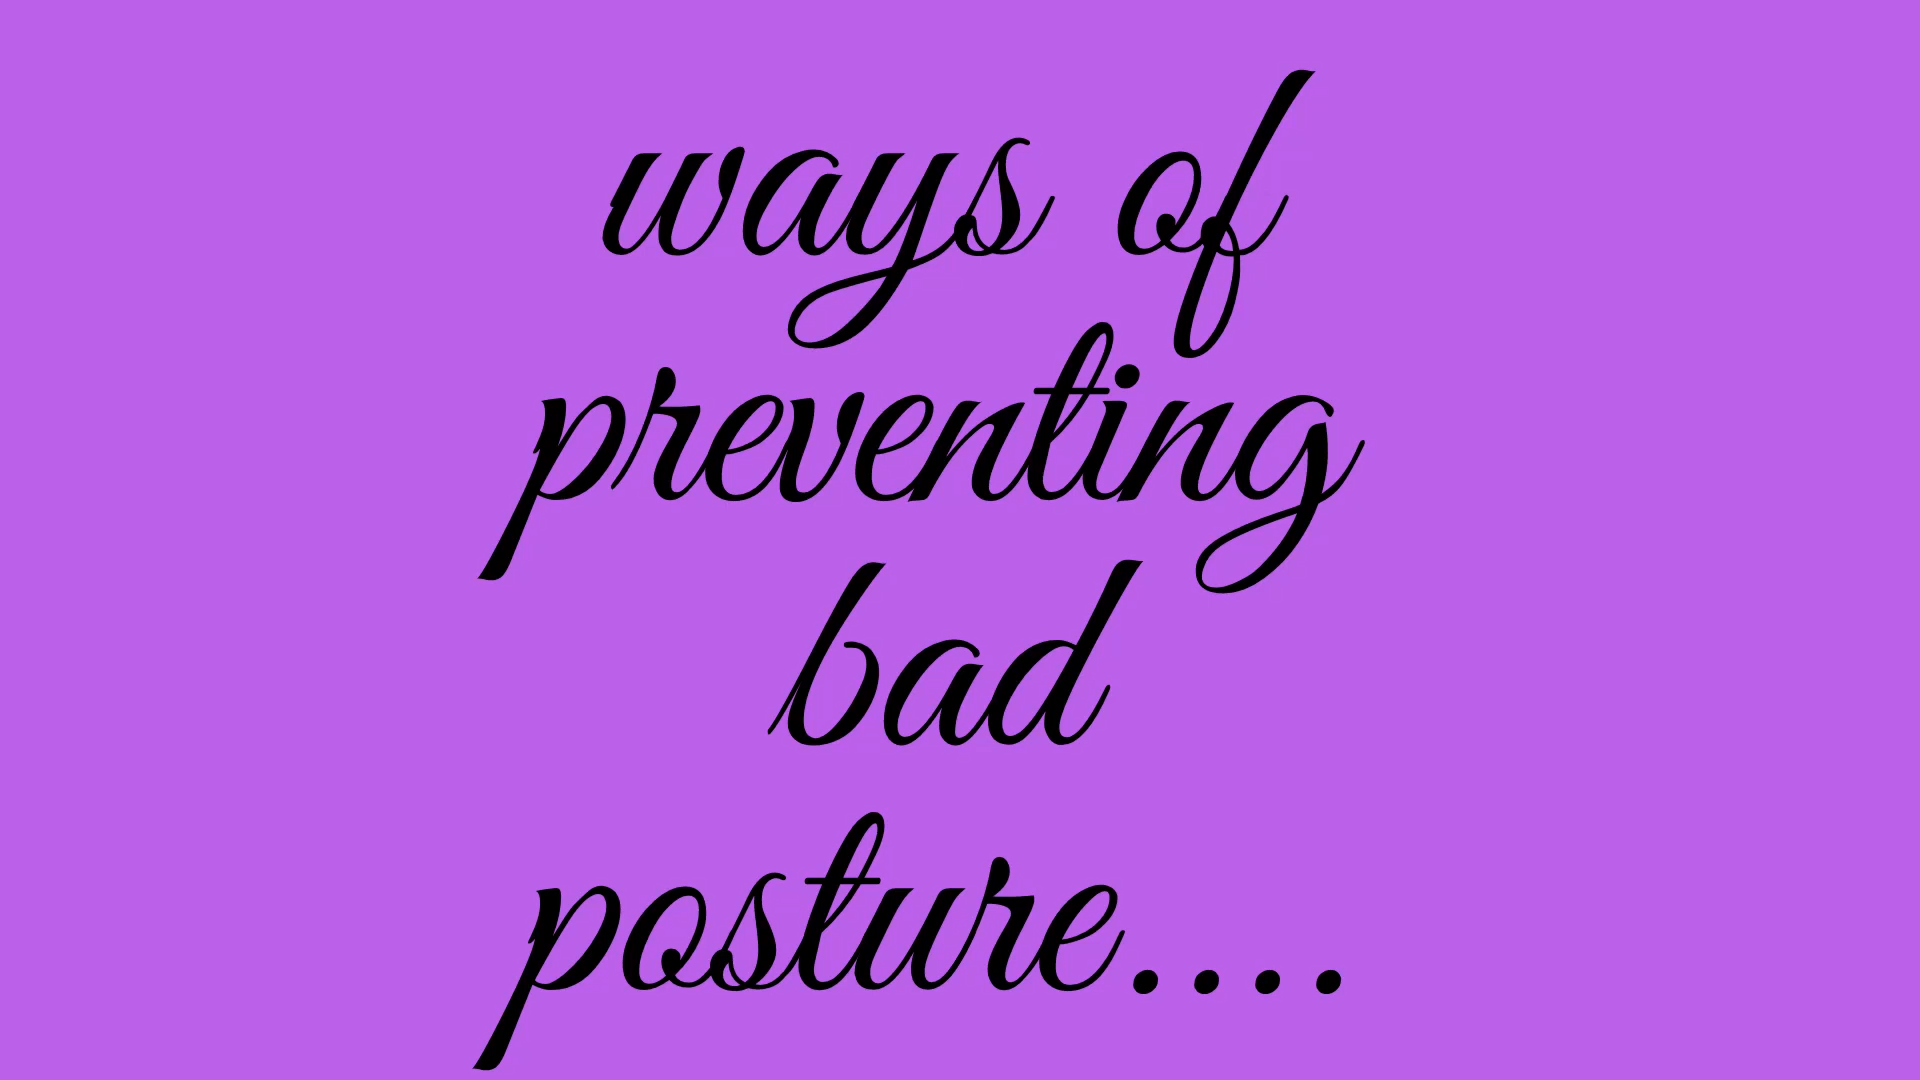 ways of
preventing
bad
posture....